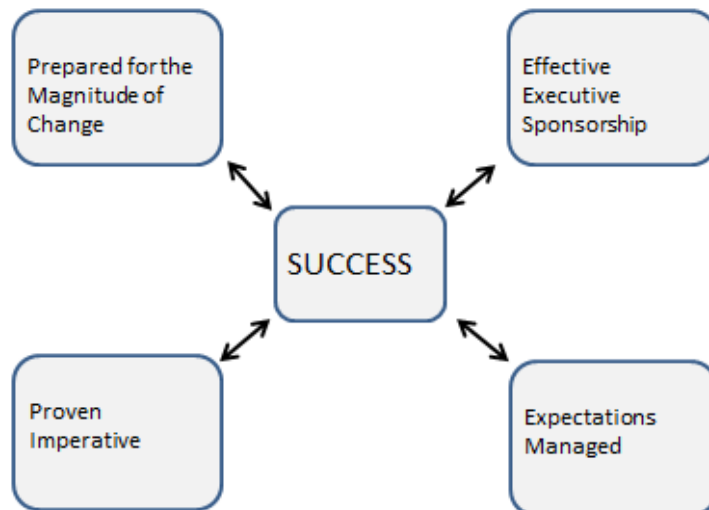 Prepared for the
Magnitude of
Change
Effective
Executive
Sponsorship
SUCCESS
Proven
Imperative
Expectations
Managed